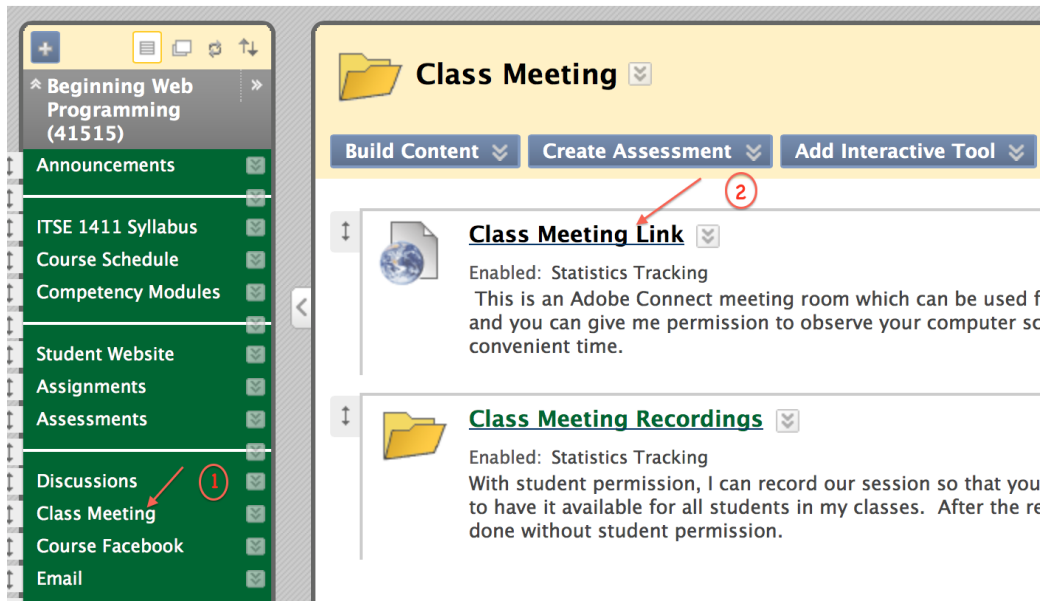 Beginning Web
Programming
(41515)
Announcements
ITSE 1411 Syllabus
Course Schedule
Competency Modules
Student Website
Assignments
Assessments
Discussions
1
Class Meeting
Course Facebook
Email
Class Meeting
Build Content Create Assessment Add Interactive Tool
2
Class Meeting Link
Enabled: Statistics Tracking
This is an Adobe Connect meeting room which can be used
and you can give me permission to observe your computer
convenient time.
Class Meeting Recordings
Enabled: Statistics Tracking
With student permission, I can record our session so that you
to have it available for all students in my classes. After the
done without student permission.